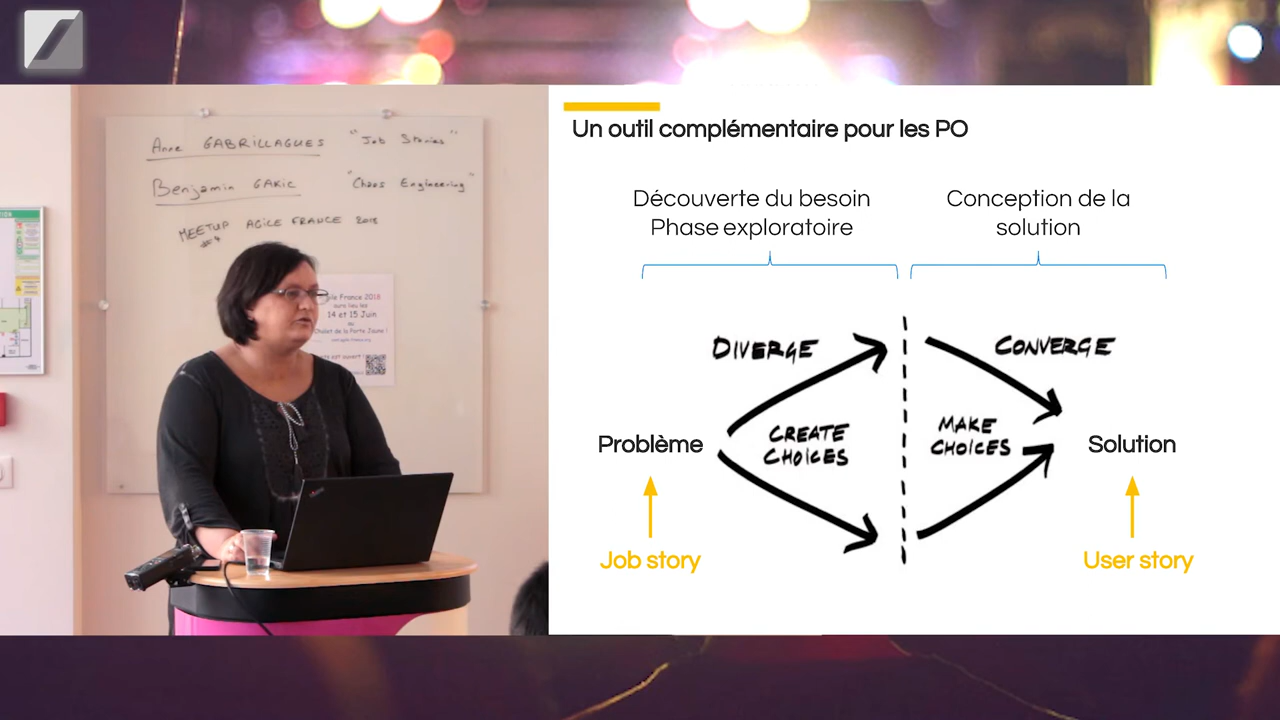 Anne GABRILLAGUES "Job Stories"
Benjamin GAKIC "Chaos Engineering"
MEETUP AGILE FRANCE 2018
Agile France 2018
aura lieu les
14 et 15 Juin
au
Chalet de la Porte Jaune !
est ouvert :
Un outil complémentaire pour les PO
Découverte du besoin
Phase exploratoire
Conception de la
solution
DIVERGE
CONVERGE
CREATE
CHOICES
MAKE
CHOICES
Problème
Solution
Job story
User story